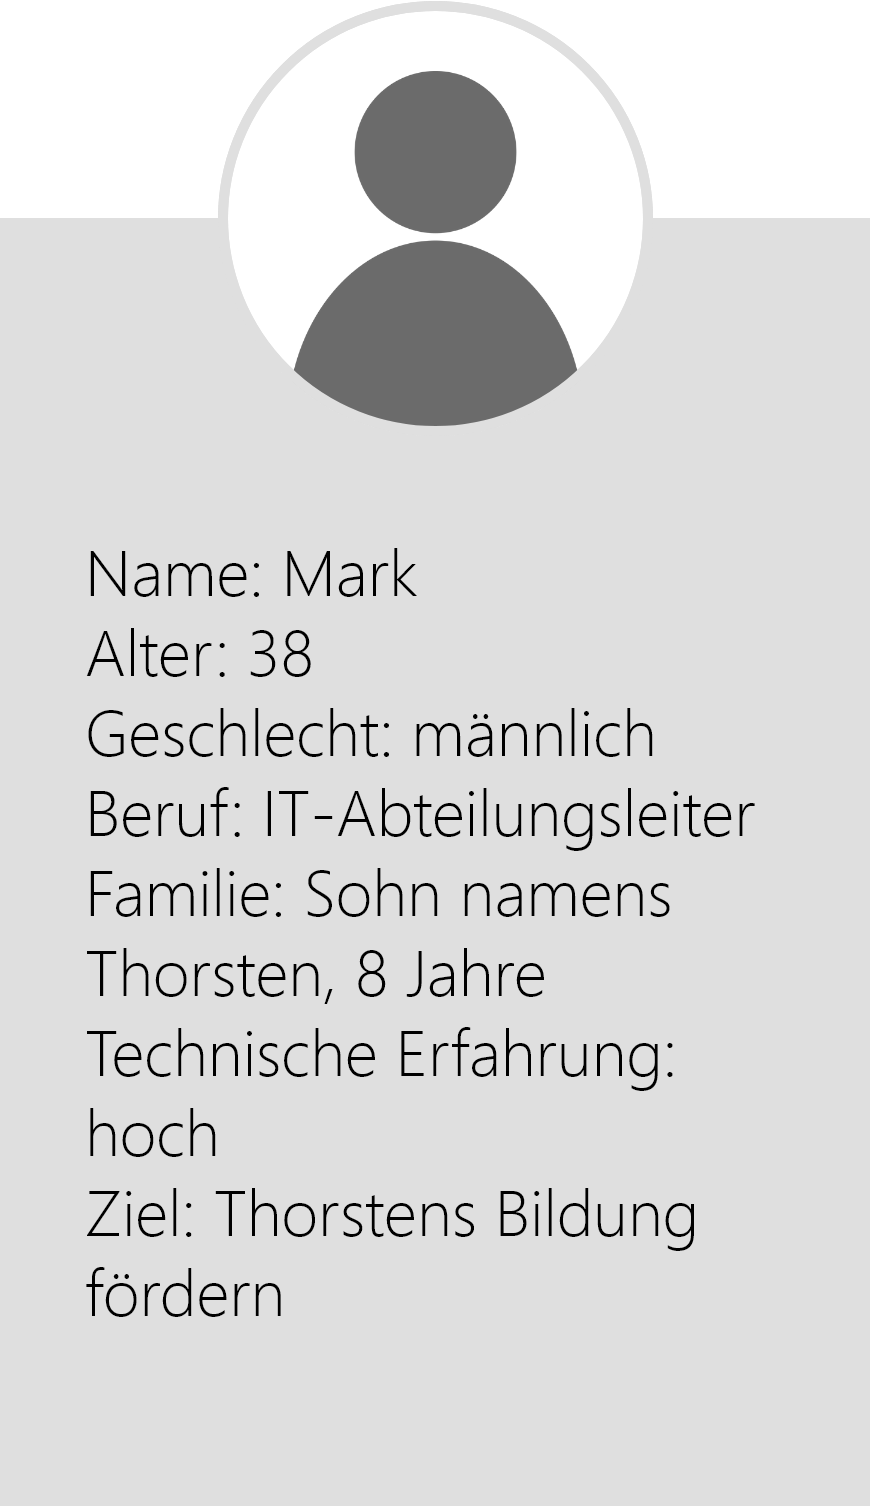 Name: Mark
Alter: 38
Geschlecht: männlich
Beruf: IT-Abteilungsleiter
Familie: Sohn namens
Thorsten, 8 Jahre
Technische Erfahrung:
hoch
Ziel: Thorstens Bildung
fördern